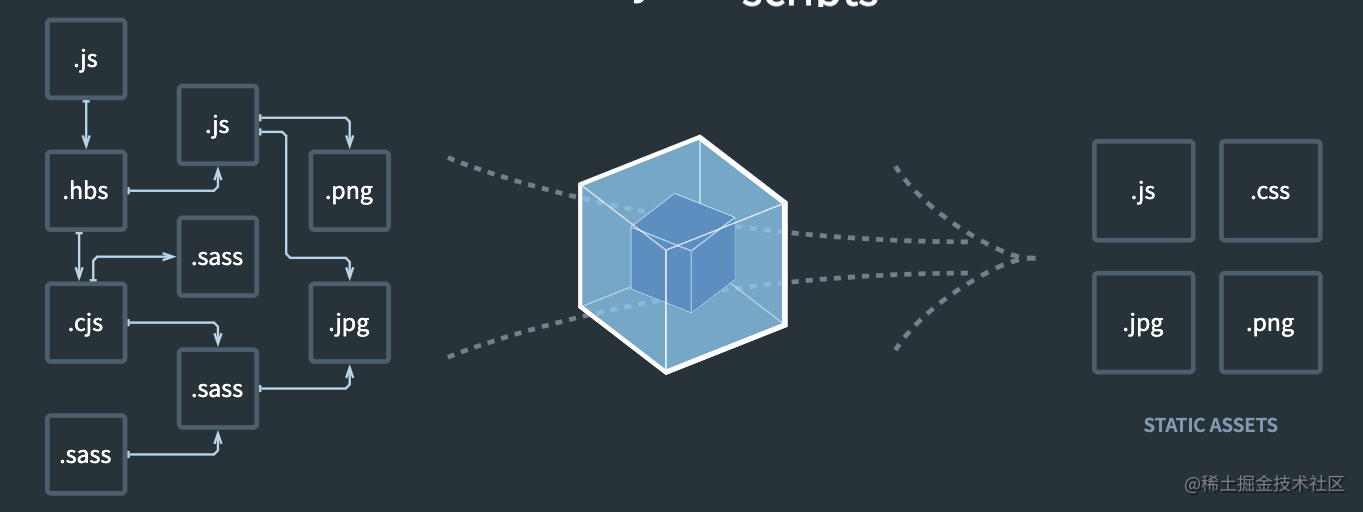 scripts
.js
.js
.hbs
.png
.sass
.cjs
.jpg
.sass
.sass
.js
.css
.jpg
.png
STATIC ASSETS
@稀土掘金技术社区